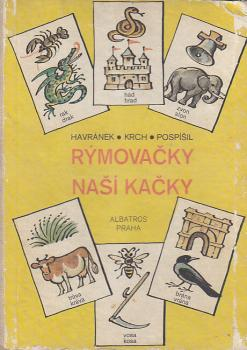 rak
drak
had
hrad
zvon
slon
HAVRÁNEK • KRCH • POSPÍŠIL
RÝMOVAČKY
NAŠÍ KAČKY
ALBATROS
PRAHA
tráva
kráva
vosa
kosa
brána
vrána